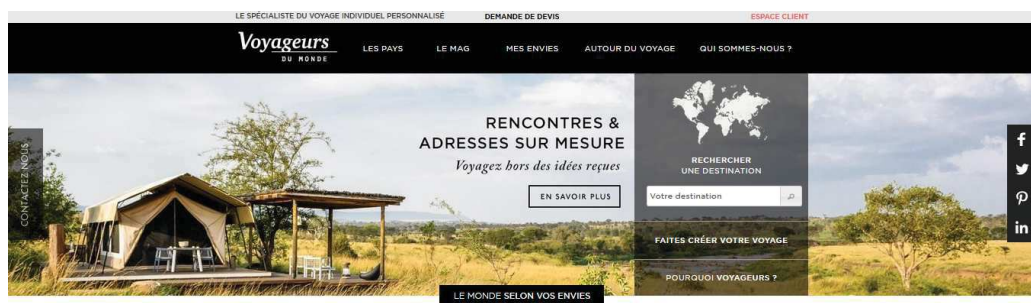 LE SPÉCIALISTE DU VOYAGE INDIVIDUEL PERSONNALISÉ DEMANDE DE DEVIS ESPACE CLIENT
Voyageurs
DU MONDE
LES PAYS LE MAG MES ENVIES AUTOUR DU VOYAGE QUI SOMMES-NOUS ?
CONTACTEZ NOUS
RENCONTRES &
ADRESSES SUR MESURE
Voyagez hors des idées reçues
EN SAVOIR PLUS
RECHERCHER
UNE DESTINATION
Votre destination
FAITES CRÉER VOTRE VOYAGE
POURQUOI VOYAGEURS ?
f
in
LE MONDE SELON VOS ENVIES